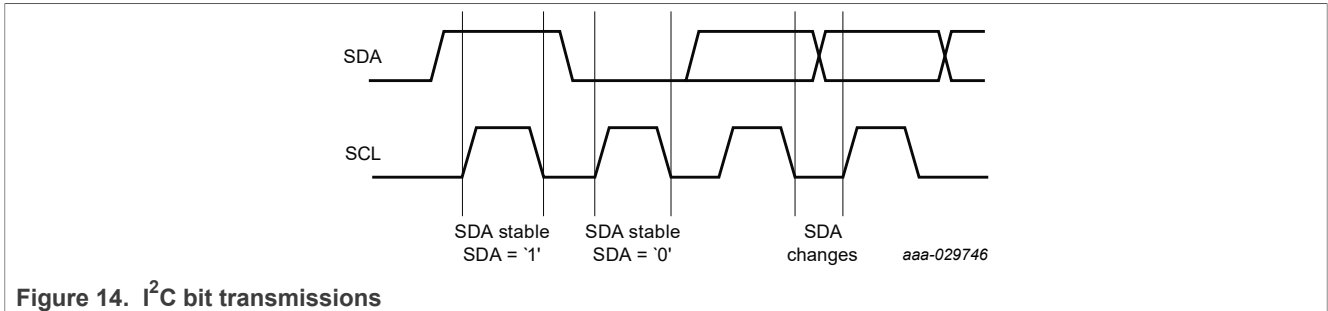 SDA
SCL
SDA stable SDA stable SDA
SDA = `1' SDA = `0' changes aaa-029746
Figure 14. I²C bit transmissions